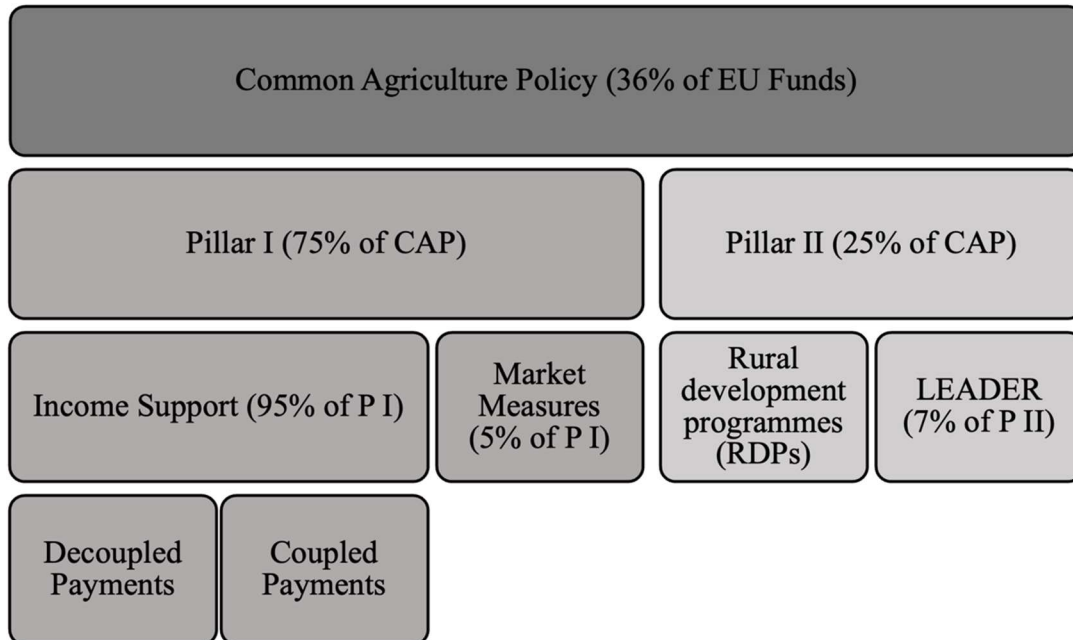 Common Agriculture Policy (36% of EU Funds)
Pillar I (75% of CAP)
Pillar II (25% of CAP)
Income Support (95% of P I)
Market
Measures
(5% of P I)
Rural
development
programmes
(RDPs)
LEADER
(7% of P II)
Decoupled
Payments
Coupled
Payments